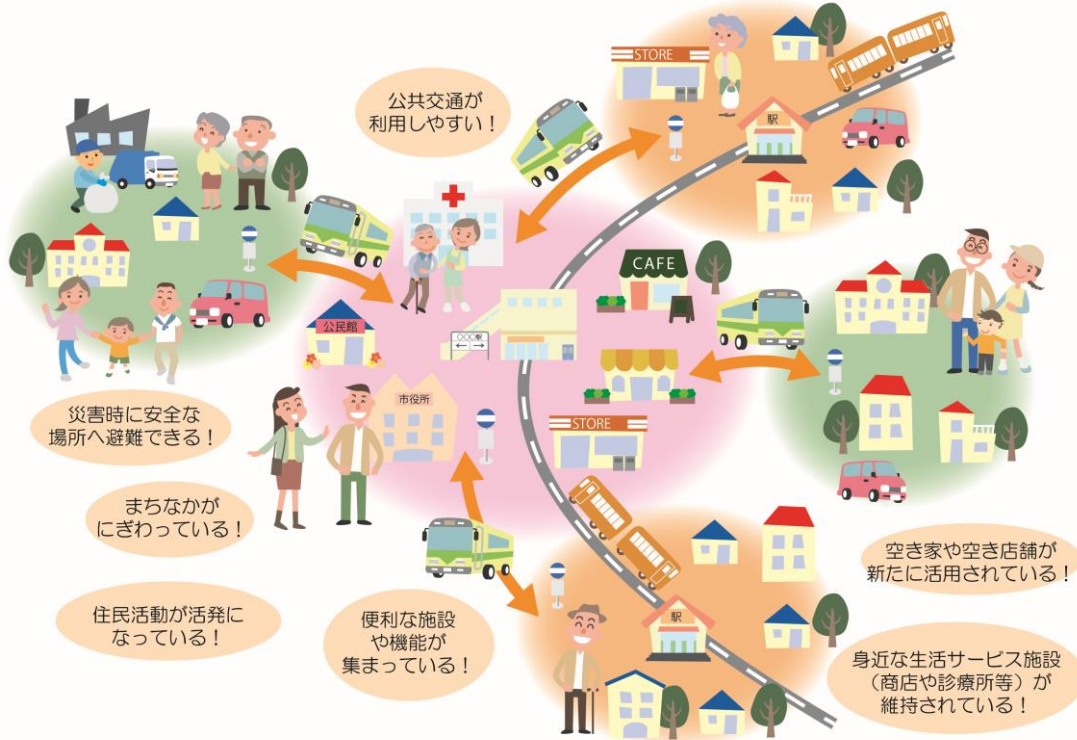 STORE
公共交通が
利用しやすい！
駅
CAFE
公民館
○○○駅
←｜→
市役所
STORE
災害時に安全な
場所へ避難できる！
まちなかが
にぎわっている！
住民活動が活発に
なっている！
便利な施設
や機能が
集まっている！
駅
空き家や空き店舗が
新たに活用されている！
身近な生活サービス施設
（商店や診療所等）が
維持されている！